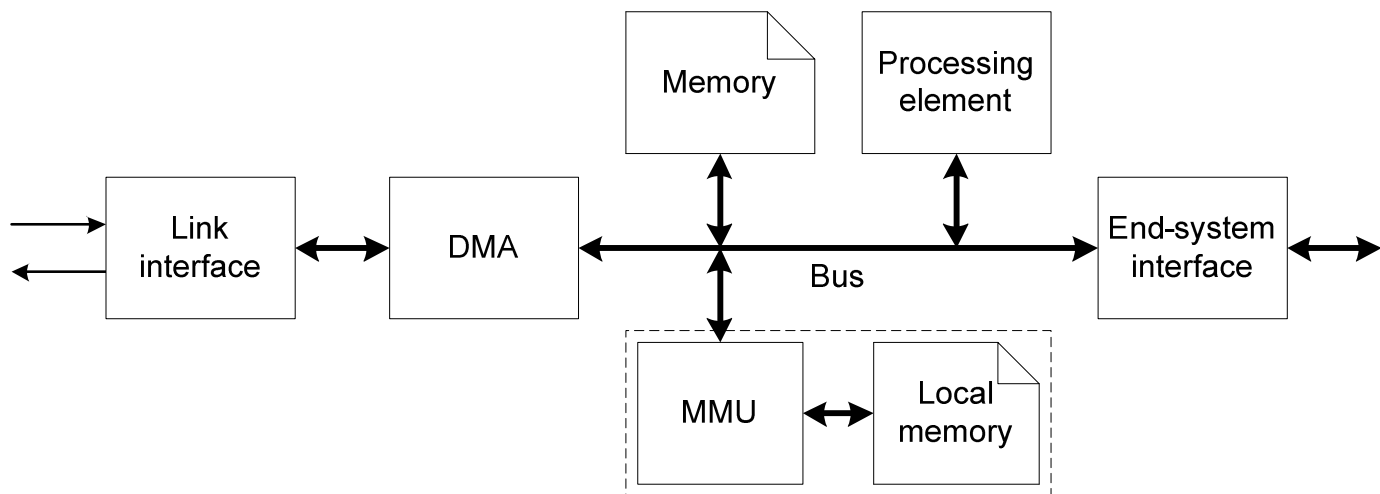 Memory
Processing
element
Link
interface
DMA
End-system
interface
Bus
MMU
Local
memory